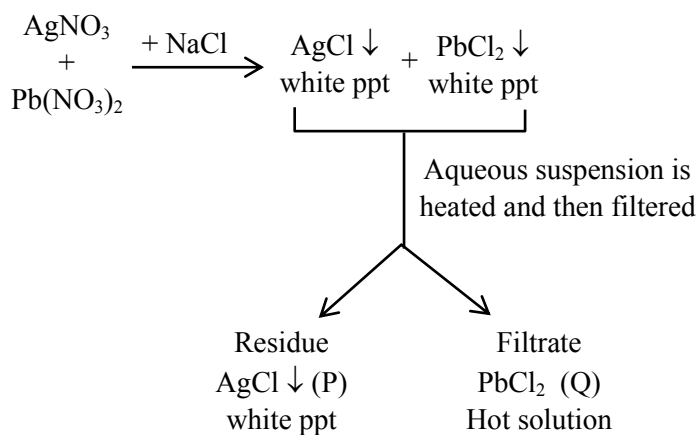 AgNO₃
+
Pb(NO₃)₂
+ NaCl
AgCl ↓ + PbCl₂ ↓
white ppt white ppt
Aqueous suspension is
heated and then filtered
Residue
AgCl ↓ (P)
white ppt
Filtrate
PbCl₂ (Q)
Hot solution